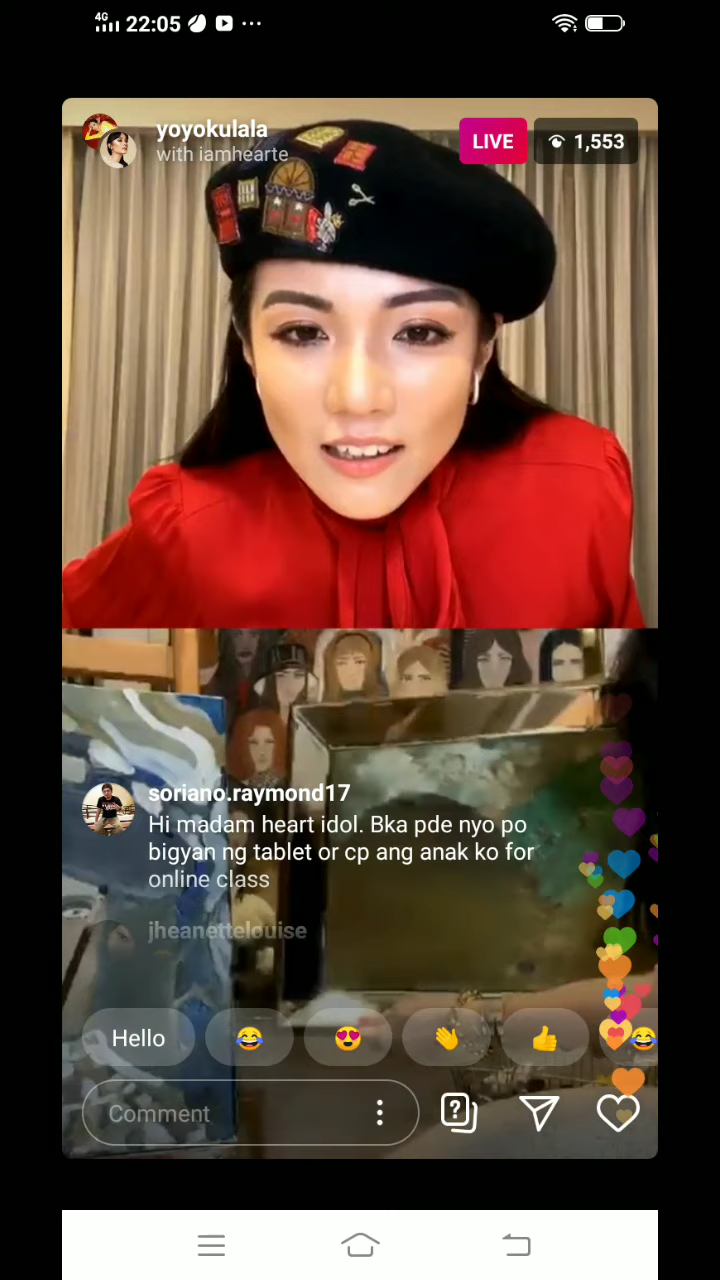 4G 22:05
yoyokulala
with iamhearte
LIVE
1,553
soriano.raymond17
Hi madam heart idol. Bka pde nyo po
bigyan ng tablet or cp ang anak ko for
online class
jheanettelouise
Hello
Comment